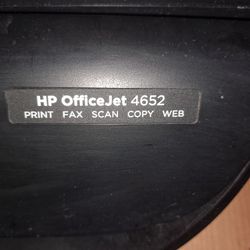 HP OfficeJet 4652
PRINT FAX SCAN COPY WEB